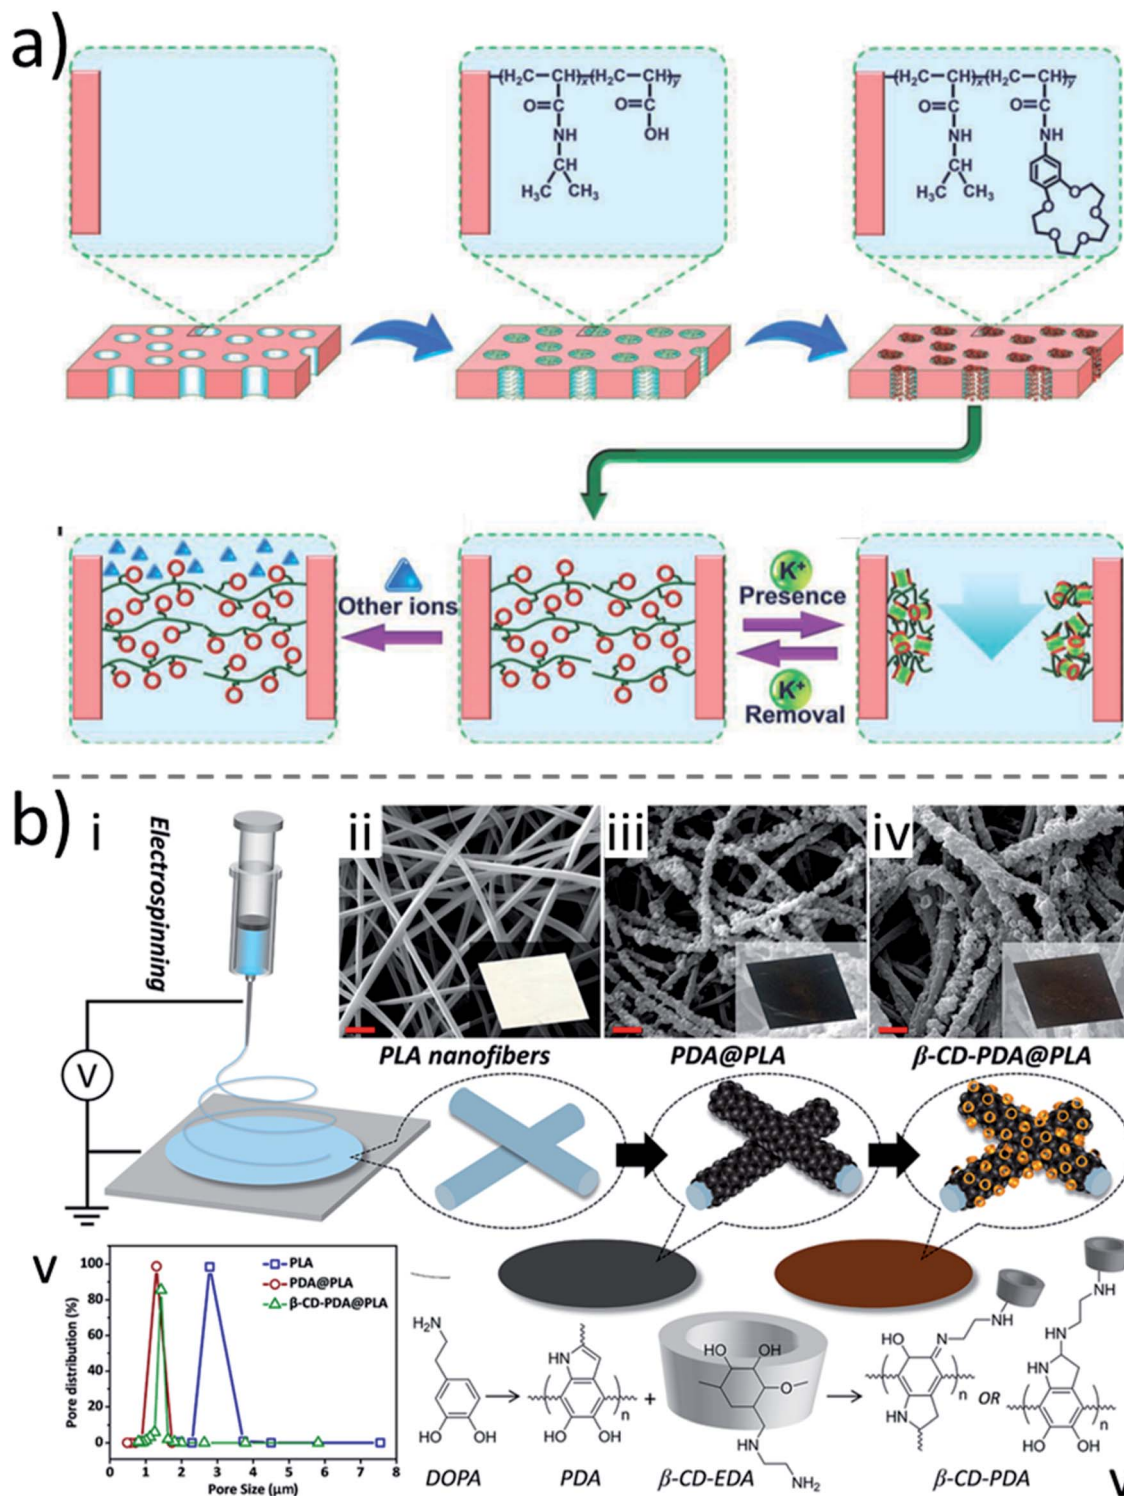 a)
(H₂C—CH)ₓ(H₂C—CH)y
O=C
O=C
NH
OH
CH
H₃C
CH₃
(H₂C—CH)ₓ(H₂C—CH)y
O=C
O=C
NH
NH
CH
H₃C
CH₃
O
O
O
O
O
Other ions
K⁺
Presence
K⁺
Removal
b)
i
Electrospinning
V
ii
iii
iv
PLA nanofibers
PDA@PLA
β-CD-PDA@PLA
v
Pore distribution (%)
100
80
60
40
20
0
PLA
PDA@PLA
β-CD-PDA@PLA
0 1 2 3 4 5 6 7 8
Pore Size (μm)
H₂N
HO
OH
DOPA
HN
n
HO
OH
PDA
+
HO
OH
O
HN
NH₂
β-CD-EDA
HO
N
HN
HN
n
OR
NH
HN
HN
n
HO
OH
β-CD-PDA